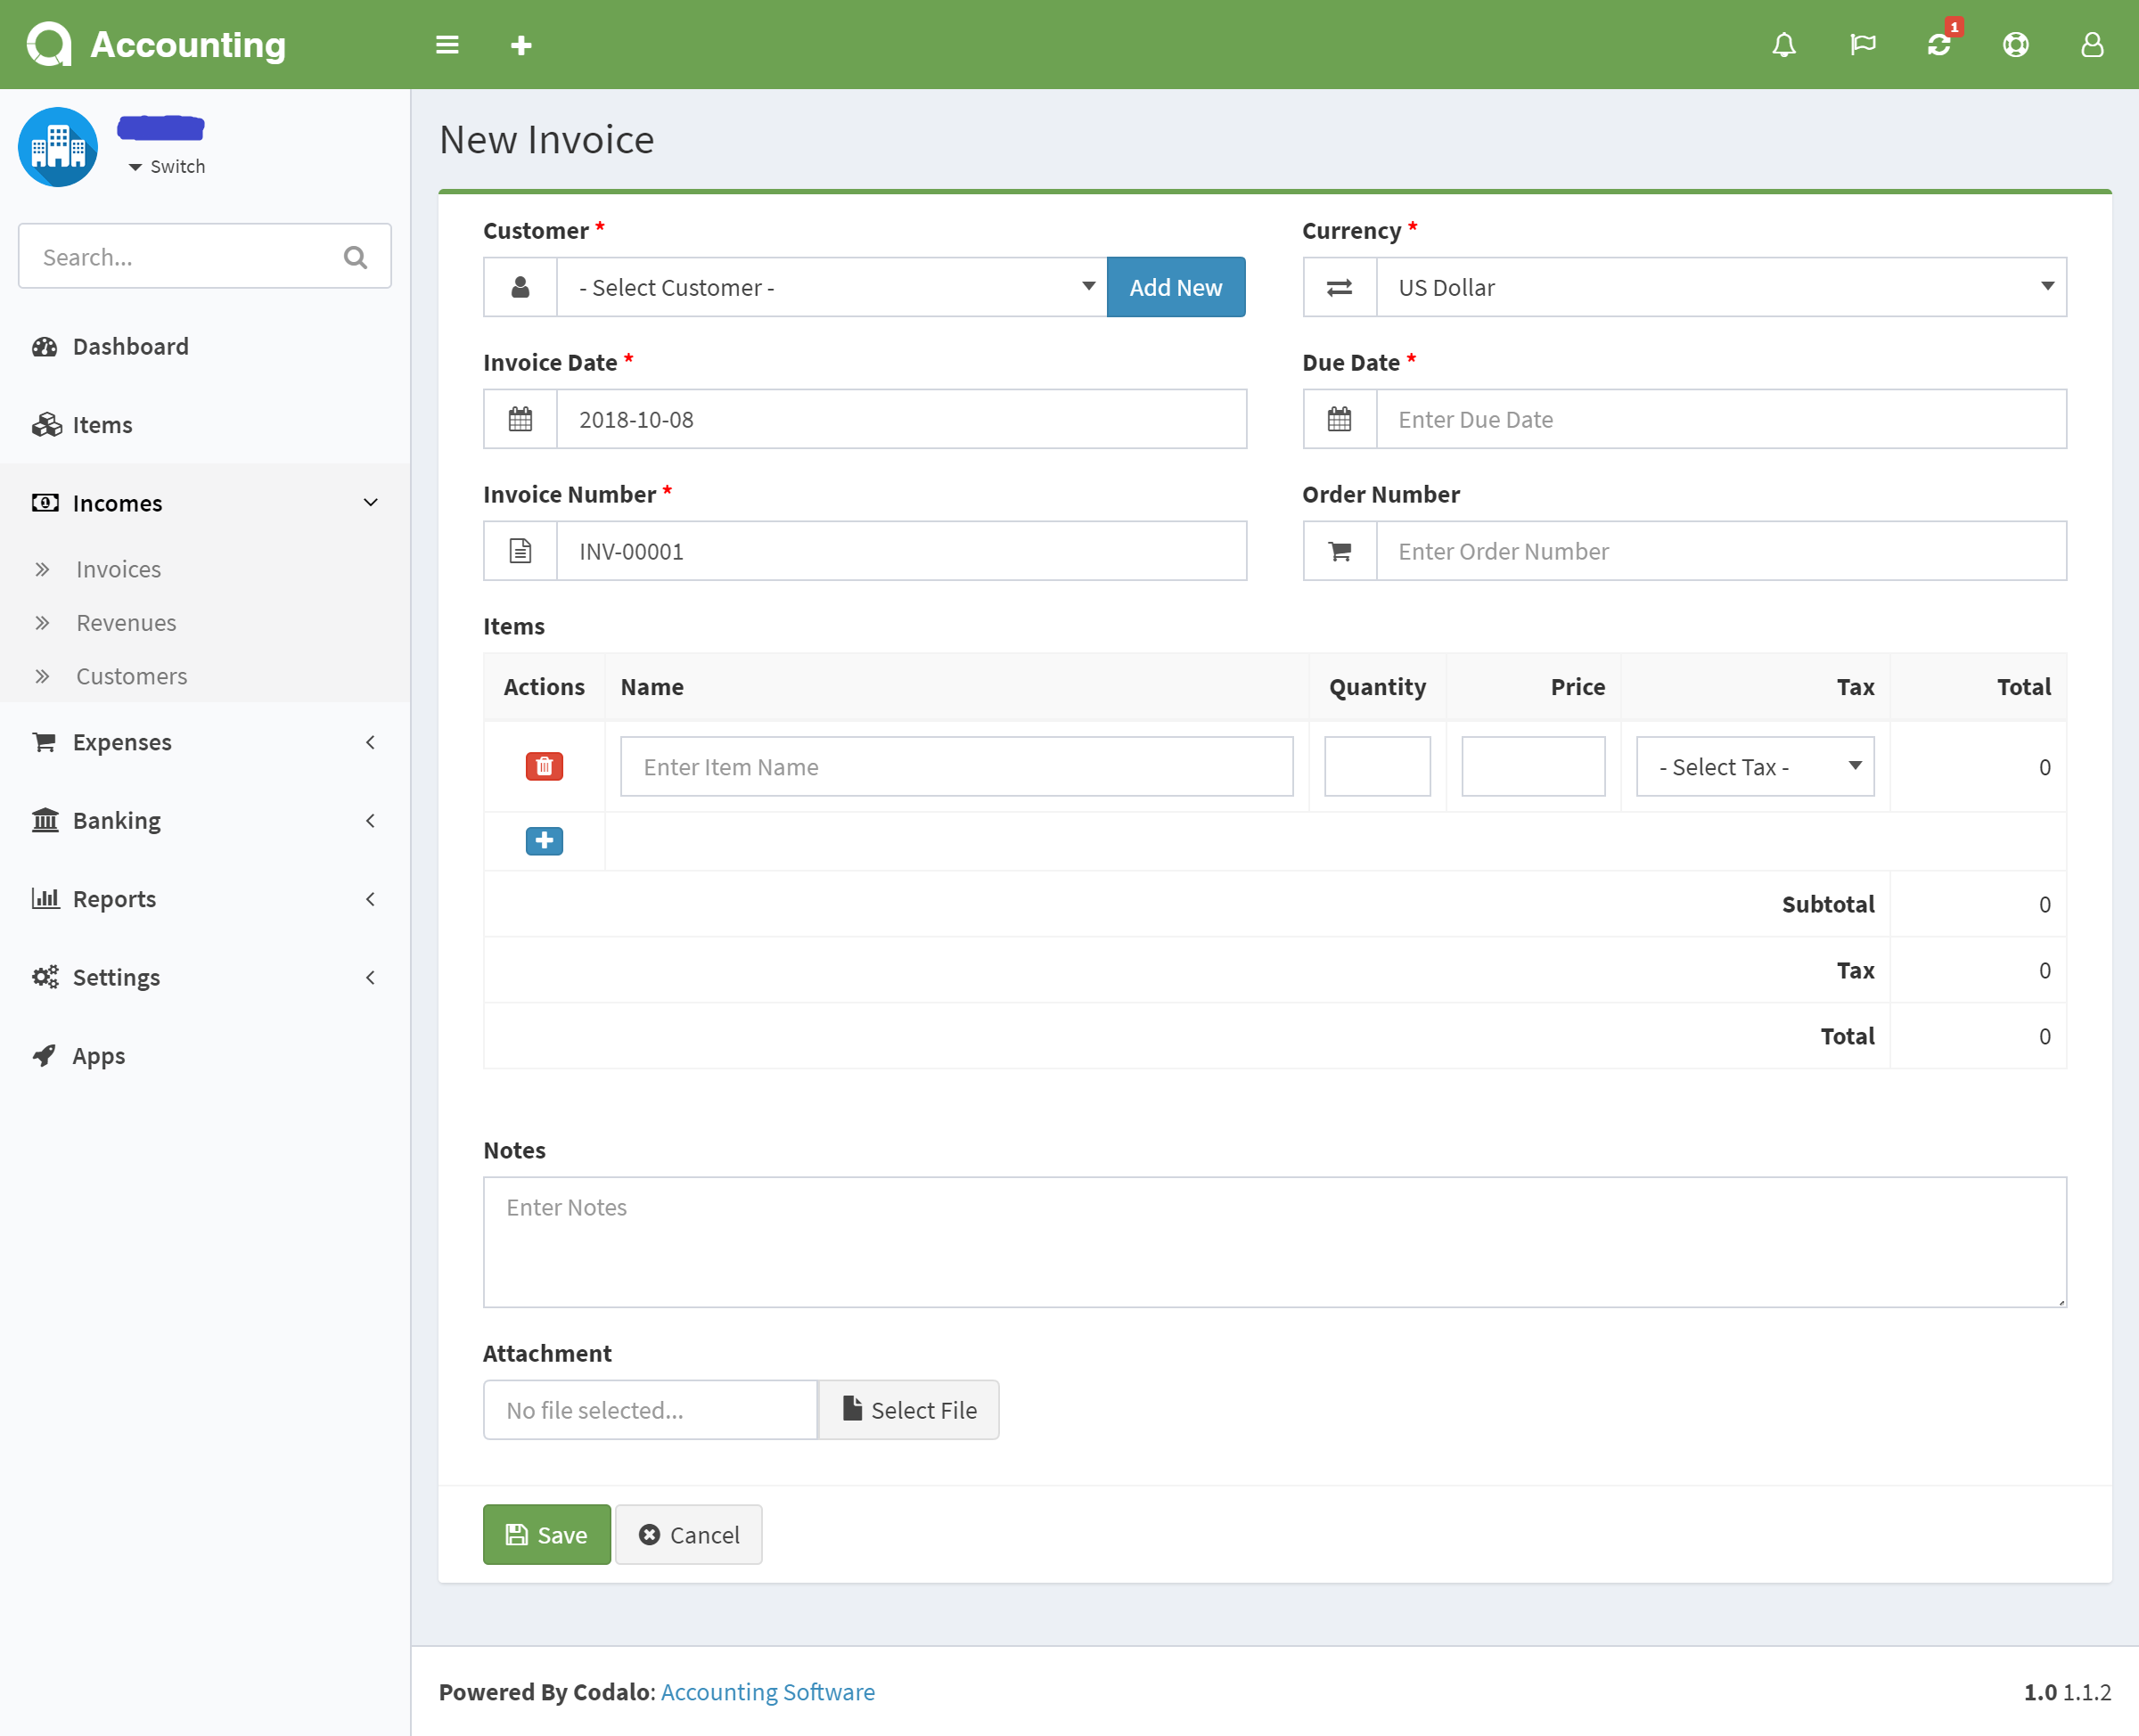 Accounting
1
Switch
Search...
Dashboard
Items
Incomes
Invoices
Revenues
Customers
Expenses
Banking
Reports
Settings
Apps
New Invoice
Customer * Currency *
- Select Customer - Add New US Dollar
Invoice Date * Due Date *
2018-10-08 Enter Due Date
Invoice Number * Order Number
INV-00001 Enter Order Number
Items
Actions Name Quantity Price Tax Total
Enter Item Name - Select Tax - 0
Subtotal 0
Tax 0
Total 0
Notes
Enter Notes
Attachment
No file selected... Select File
Save Cancel
Powered By Codalo: Accounting Software 1.0 1.1.2